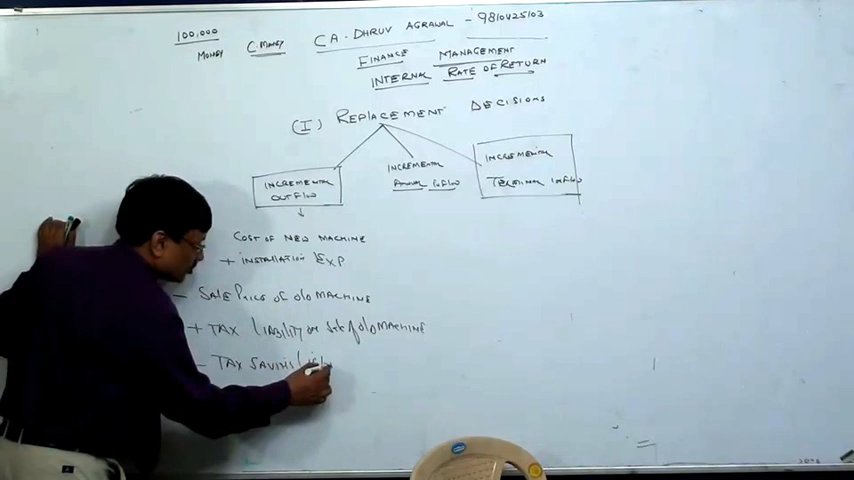 100,000
MONEY C.MONEY
CA. DHRUV AGRAWAL - 9810425103
FINANCE MANAGEMENT
INTERNAL RATE OF RETURN
(I) REPLACEMENT DECISIONS
INCREMENTAL OUTFLOW
INCREMENTAL ANNUAL INFLOW
INCREMENTAL TERMINAL INFLOW
COST OF NEW MACHINE
+ INSTALLATION EXP
- SALE PRICE OF OLD MACHINE
+ TAX LIABILITY on Sale of OLD MACHINE
- TAX SAVING